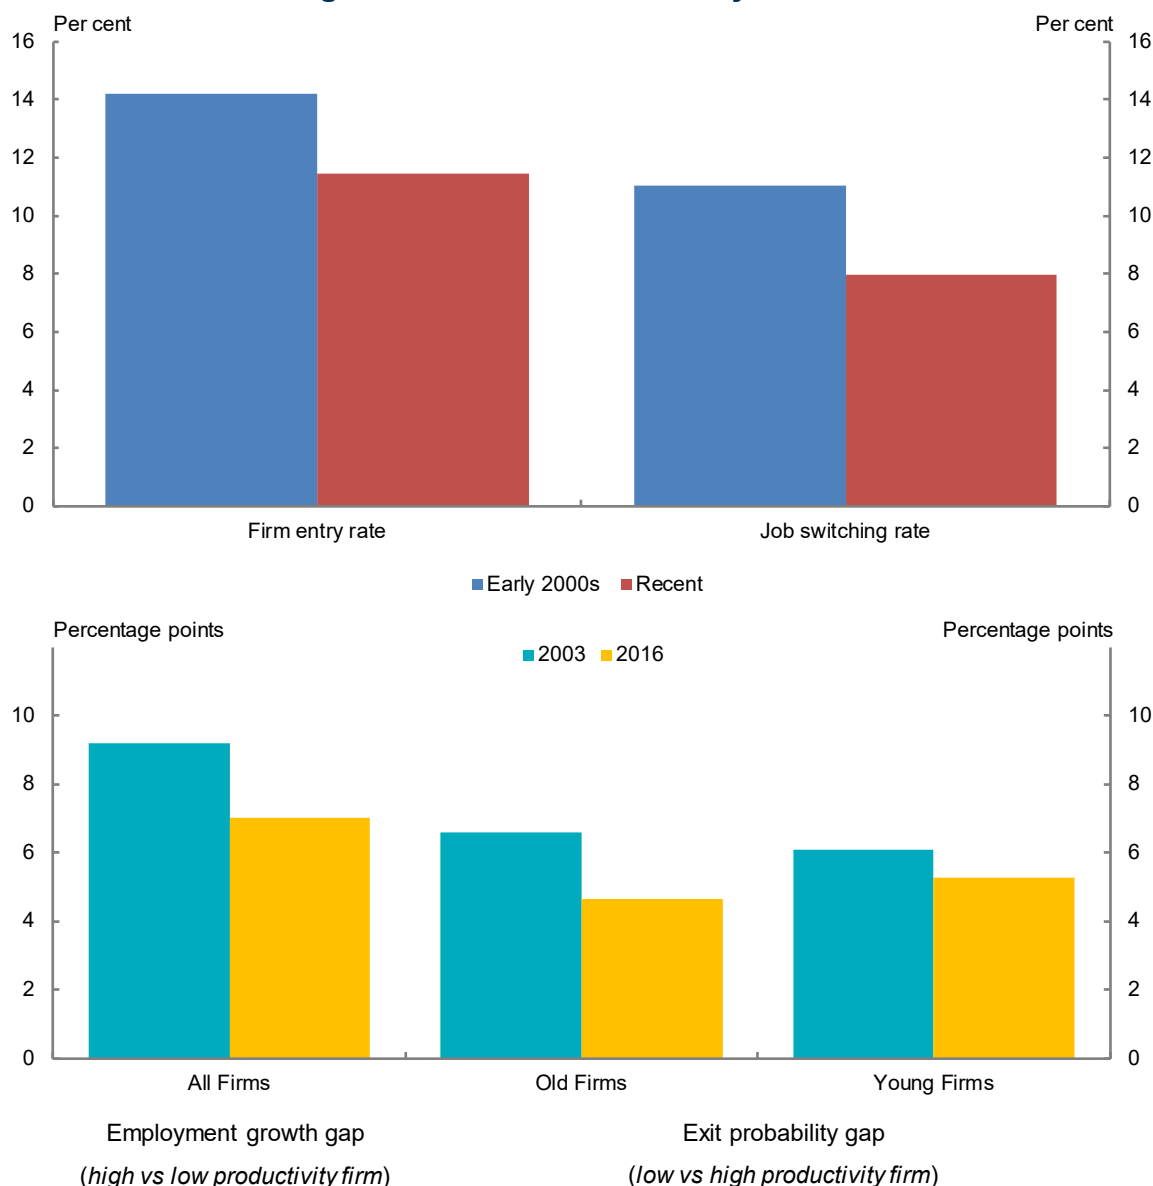 Per cent Per cent
16 16
14 14
12 12
10 10
8 8
6 6
4 4
2 2
0 0
Firm entry rate Job switching rate
Early 2000s Recent
Percentage points Percentage points
2003 2016
10 10
8 8
6 6
4 4
2 2
0 0
All Firms Old Firms Young Firms
Employment growth gap Exit probability gap
(high vs low productivity firm) (low vs high productivity firm)